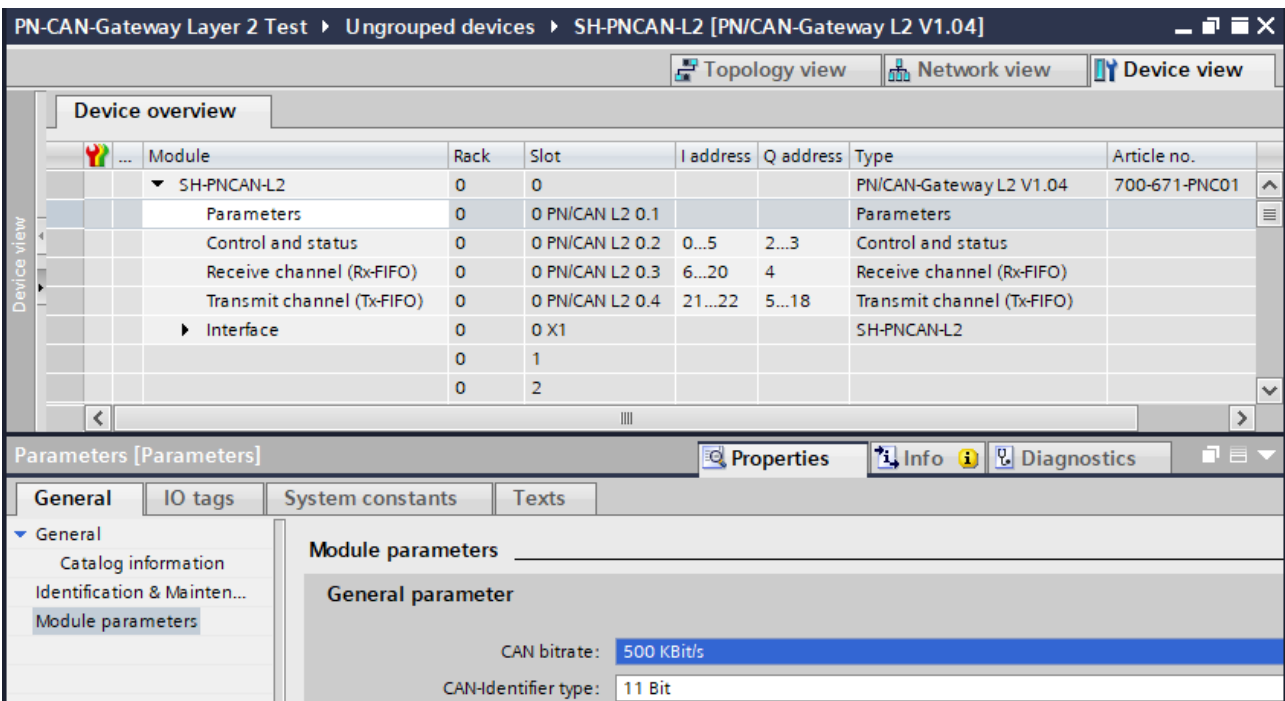 PN-CAN-Gateway Layer 2 Test ▸ Ungrouped devices ▸ SH-PNCAN-L2 [PN/CAN-Gateway L2 V1.04]
Topology view Network view Device view
Device overview
... Module Rack Slot I address Q address Type Article no.
SH-PNCAN-L2 0 0 PN/CAN-Gateway L2 V1.04 700-671-PNC01
Parameters 0 0 PN/CAN L2 0.1 Parameters
Control and status 0 0 PN/CAN L2 0.2 0...5 2...3 Control and status
Receive channel (Rx-FIFO) 0 0 PN/CAN L2 0.3 6...20 4 Receive channel (Rx-FIFO)
Transmit channel (Tx-FIFO) 0 0 PN/CAN L2 0.4 21...22 5...18 Transmit channel (Tx-FIFO)
Interface 0 0 X1 SH-PNCAN-L2
0 1
0 2
Device view
Parameters [Parameters] Properties Info Diagnostics
General IO tags System constants Texts
General
Catalog information
Identification & Mainten...
Module parameters
Module parameters
General parameter
CAN bitrate: 500 KBit/s
CAN-Identifier type: 11 Bit